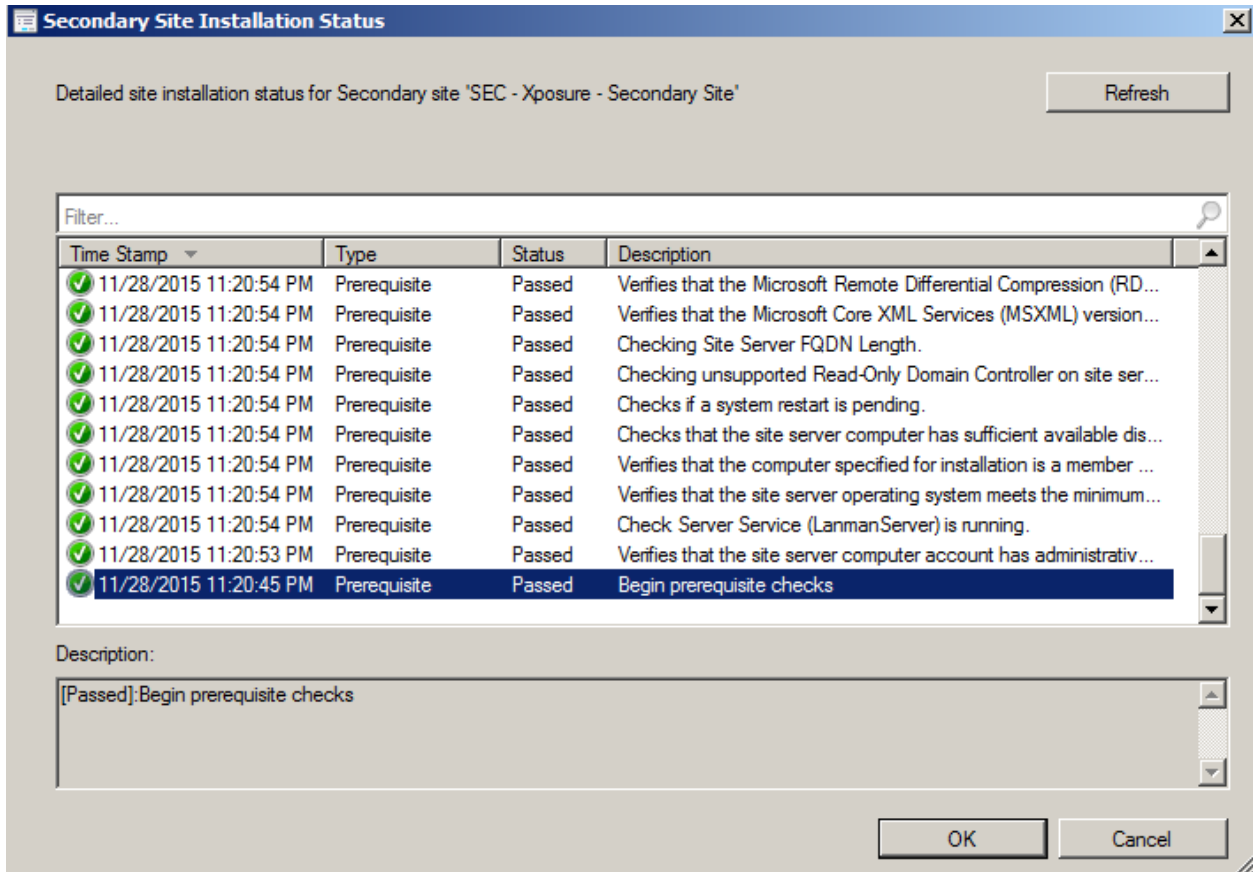 Secondary Site Installation Status
Detailed site installation status for Secondary site 'SEC - Xposure - Secondary Site'
Refresh
Filter...
Time Stamp Type Status Description
11/28/2015 11:20:54 PM Prerequisite Passed Verifies that the Microsoft Remote Differential Compression (RD...
11/28/2015 11:20:54 PM Prerequisite Passed Verifies that the Microsoft Core XML Services (MSXML) version...
11/28/2015 11:20:54 PM Prerequisite Passed Checking Site Server FQDN Length.
11/28/2015 11:20:54 PM Prerequisite Passed Checking unsupported Read-Only Domain Controller on site ser...
11/28/2015 11:20:54 PM Prerequisite Passed Checks if a system restart is pending.
11/28/2015 11:20:54 PM Prerequisite Passed Checks that the site server computer has sufficient available dis...
11/28/2015 11:20:54 PM Prerequisite Passed Verifies that the computer specified for installation is a member ...
11/28/2015 11:20:54 PM Prerequisite Passed Verifies that the site server operating system meets the minimum...
11/28/2015 11:20:54 PM Prerequisite Passed Check Server Service (LanmanServer) is running.
11/28/2015 11:20:53 PM Prerequisite Passed Verifies that the site server computer account has administrativ...
11/28/2015 11:20:45 PM Prerequisite Passed Begin prerequisite checks
Description:
[Passed]:Begin prerequisite checks
OK Cancel